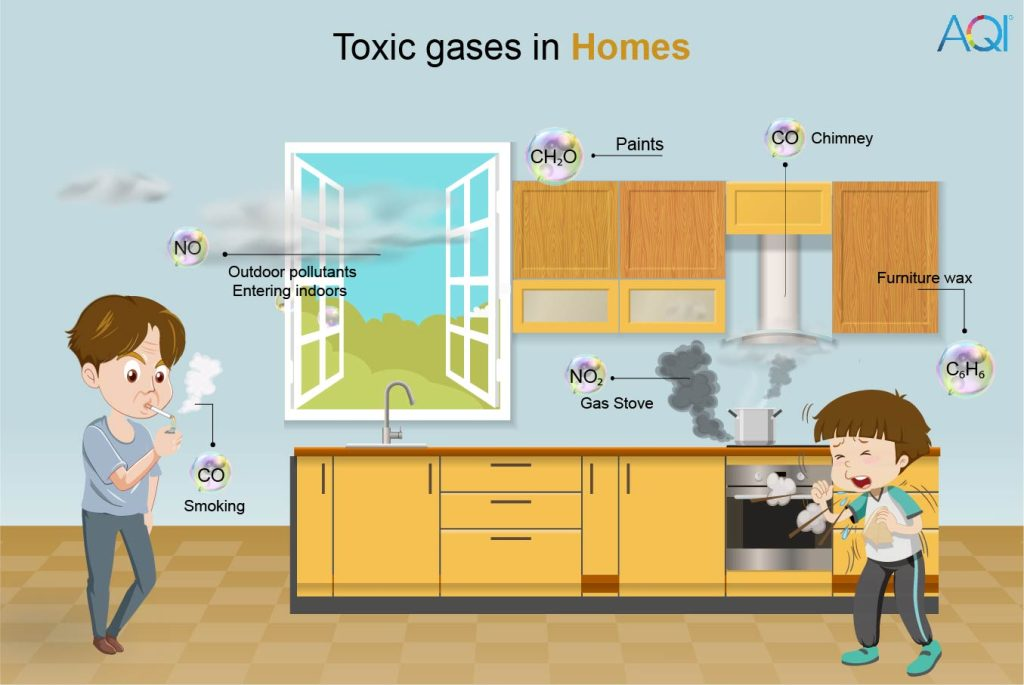 Toxic gases in Homes
AQI
CH₂O
Paints
CO
Chimney
NO
Outdoor pollutants
Entering indoors
Furniture wax
C₆H₆
NO₂
Gas Stove
CO
Smoking